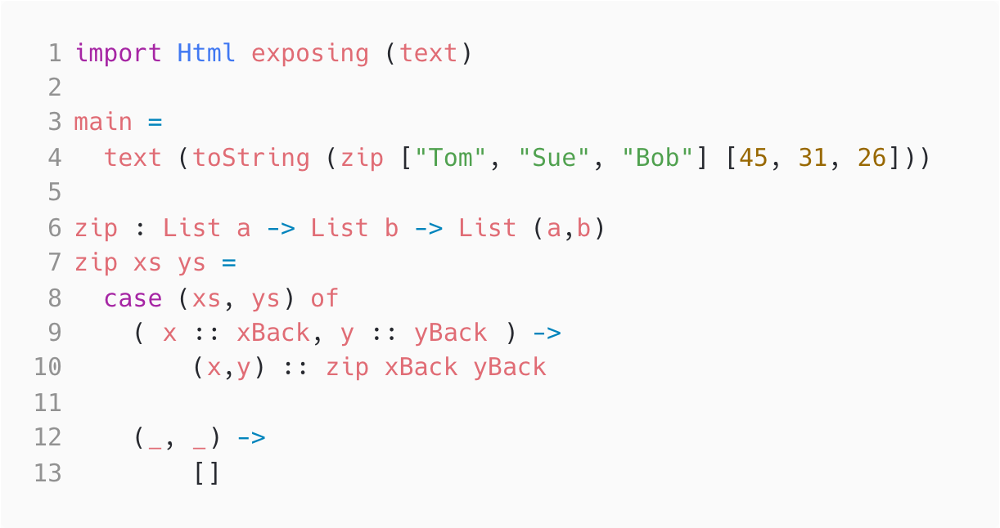 1 import Html exposing (text)
2
3 main =
4   text (toString (zip ["Tom", "Sue", "Bob"] [45, 31, 26]))
5
6 zip : List a -> List b -> List (a,b)
7 zip xs ys =
8   case (xs, ys) of
9     ( x :: xBack, y :: yBack ) ->
10         (x,y) :: zip xBack yBack
11
12     (_, _) ->
13         []